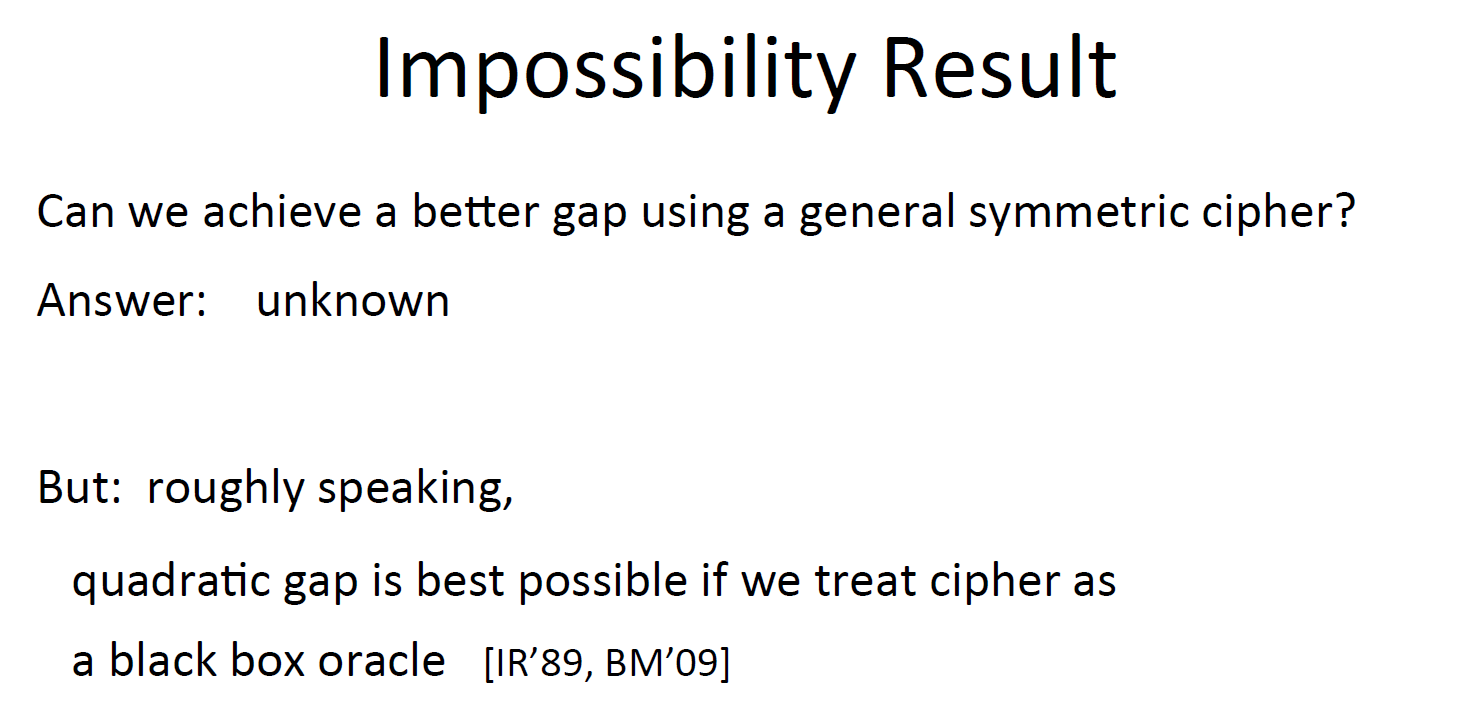 Impossibility Result
Can we achieve a better gap using a general symmetric cipher?
Answer: unknown
But: roughly speaking,
quadratic gap is best possible if we treat cipher as
a black box oracle [IR’89, BM’09]